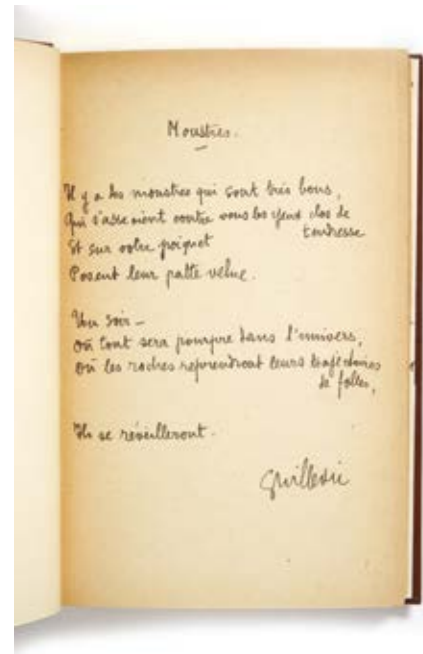 Monstres.
Il y a des monstres qui sont très bons,
Qui s'asseoient contre vous les yeux clos de
tendresse
Et sur votre poignet
Posent leur patte velue.
Un soir –
Où tout sera pourpre dans l'univers,
Où les roches reprendront leurs trajectoires
de folles,
Ils se réveilleront.
Guillevic